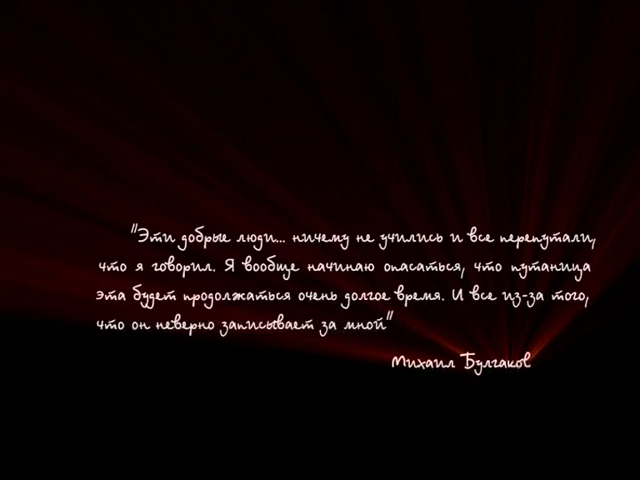 "Эти добрые люди... ничему не учились и все перепутали,
что я говорил. Я вообще начинаю опасаться, что путаница
эта будет продолжаться очень долгое время. И все из-за того,
что он неверно записывает за мной"
Михаил Булгаков